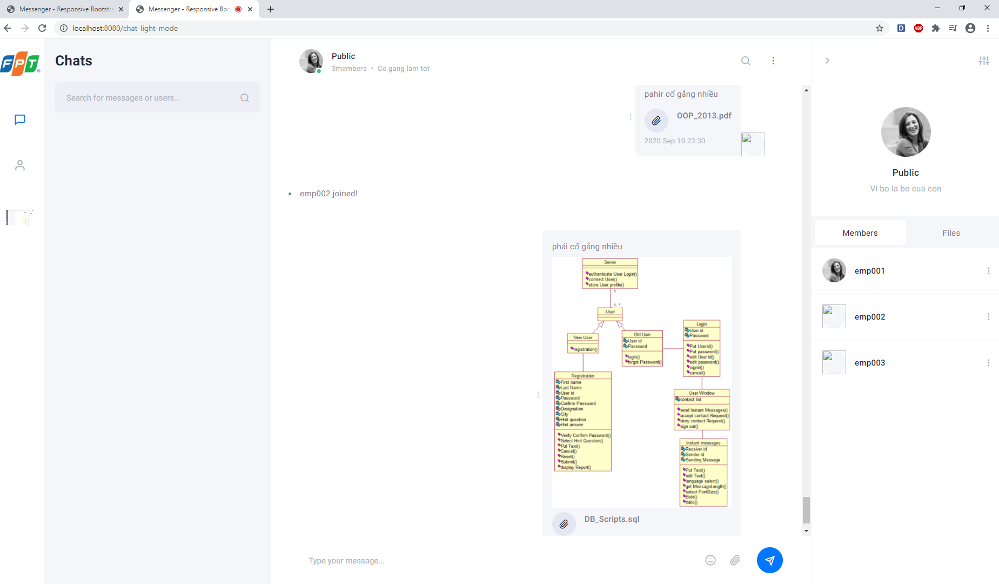 Messenger - Responsive Bootstra
Messenger - Responsive Boo
localhost:8080/chat-light-mode
D
ABP
FPT
®
Chats
Search for messages or users...
Public
3members • Co gang lam tot
pahir cố gắng nhiều
OOP_2013.pdf
2020 Sep 10 23:30
• emp002 joined!
phải cố gắng nhiều
Server
authenticate User Login()
connect User()
store User profile()
1
1..*
User
New User
registration()
Old User
User id
Password
login()
forgot Password()
Login
User id
Password
Put Userid()
Put password()
edit User id()
edit password()
signin()
cancel()
Registration
First name
Last Name
User id
Password
Confirm Password
Designation
City
Hint question
Hint answer
Verify Confirm Password()
Select Hint Question()
Put Text()
Cancel()
Reset()
Submit()
display Report()
User Window
contact list
send Instant Messages()
accept contact Request()
deny contact Request()
sign out()
Instant messages
Receiver id
Sender Id
Sending Message
Put Text()
edit Text()
language select()
get MessageLength()
select FontSize()
Bold()
Italic()
DB_Scripts.sql
Type your message...
Public
Vi bo la bo cua con
Members
Files
emp001
emp002
emp003